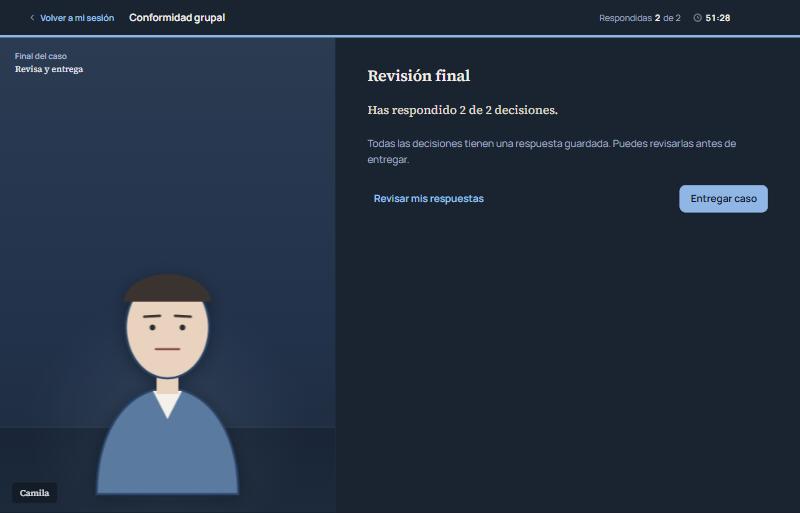 Volver a mi sesión
Conformidad grupal
Respondidas 2 de 2
51:28
Final del caso
Revisa y entrega
Revisión final
Has respondido 2 de 2 decisiones.
Todas las decisiones tienen una respuesta guardada. Puedes revisarlas antes de
entregar.
Revisar mis respuestas
Entregar caso
Camila